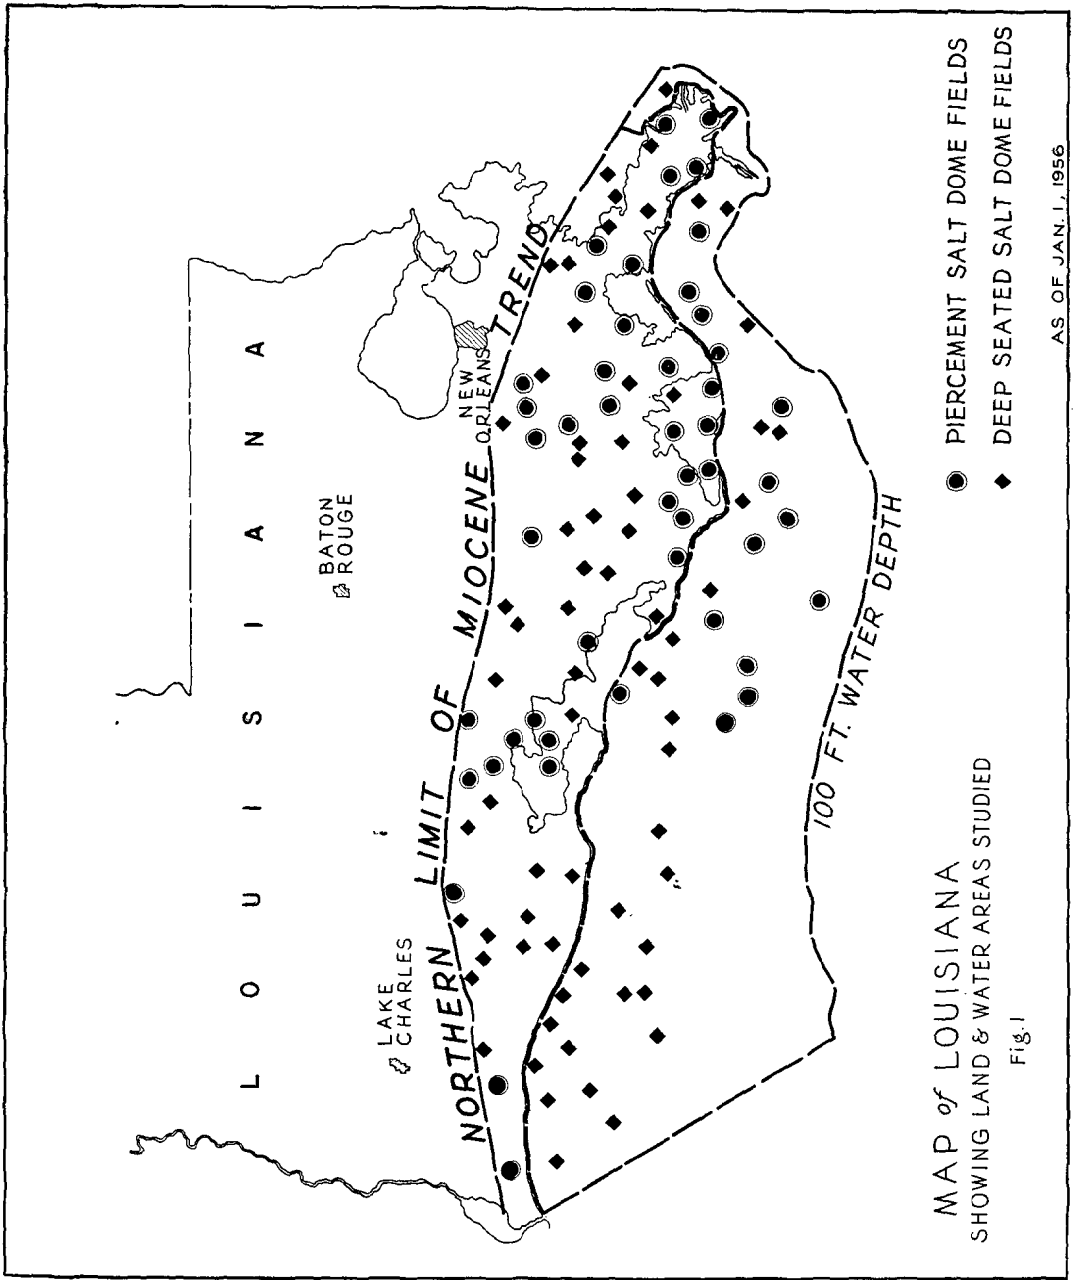 LOUISIANA
BATON
ROUGE
NEW
ORLEANS
LAKE
CHARLES
NORTHERN LIMIT OF MIOCENE TREND
100 FT. WATER DEPTH
MAP of LOUISIANA
SHOWING LAND & WATER AREAS STUDIED
Fig. 1
PIERCEMENT SALT DOME FIELDS
DEEP SEATED SALT DOME FIELDS
AS OF JAN. 1, 1956